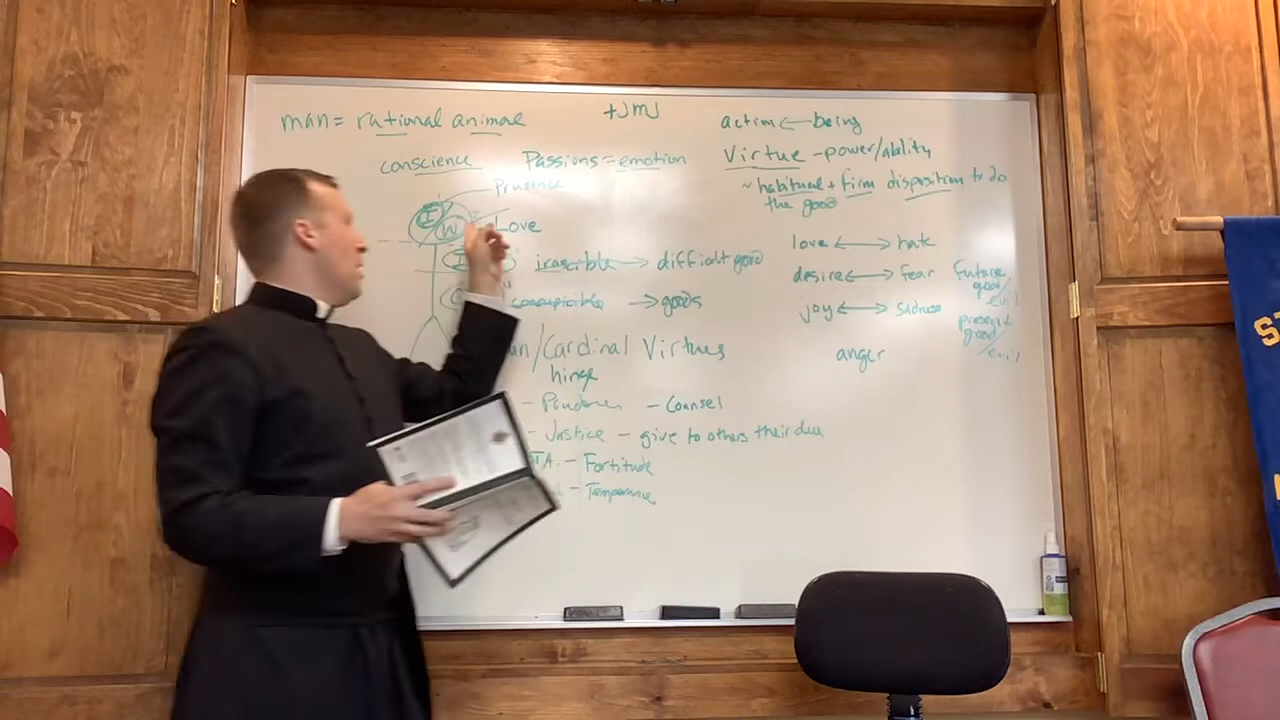 +JMJ
man = rational animal
conscience
Passions = emotion
Prudence
I
W
Love
irascible → difficult good
concupiscible → goods
/Cardinal Virtues
hinge
- Prudence - Counsel
- Justice - give to others their due
- Fortitude
- Temperance
action ← being
Virtue - power/ability
~ habitual + firm disposition to do
the good
love ↔ hate
desire ↔ fear
future
good/
evil
joy ↔ sadness
present
good
/evil
anger